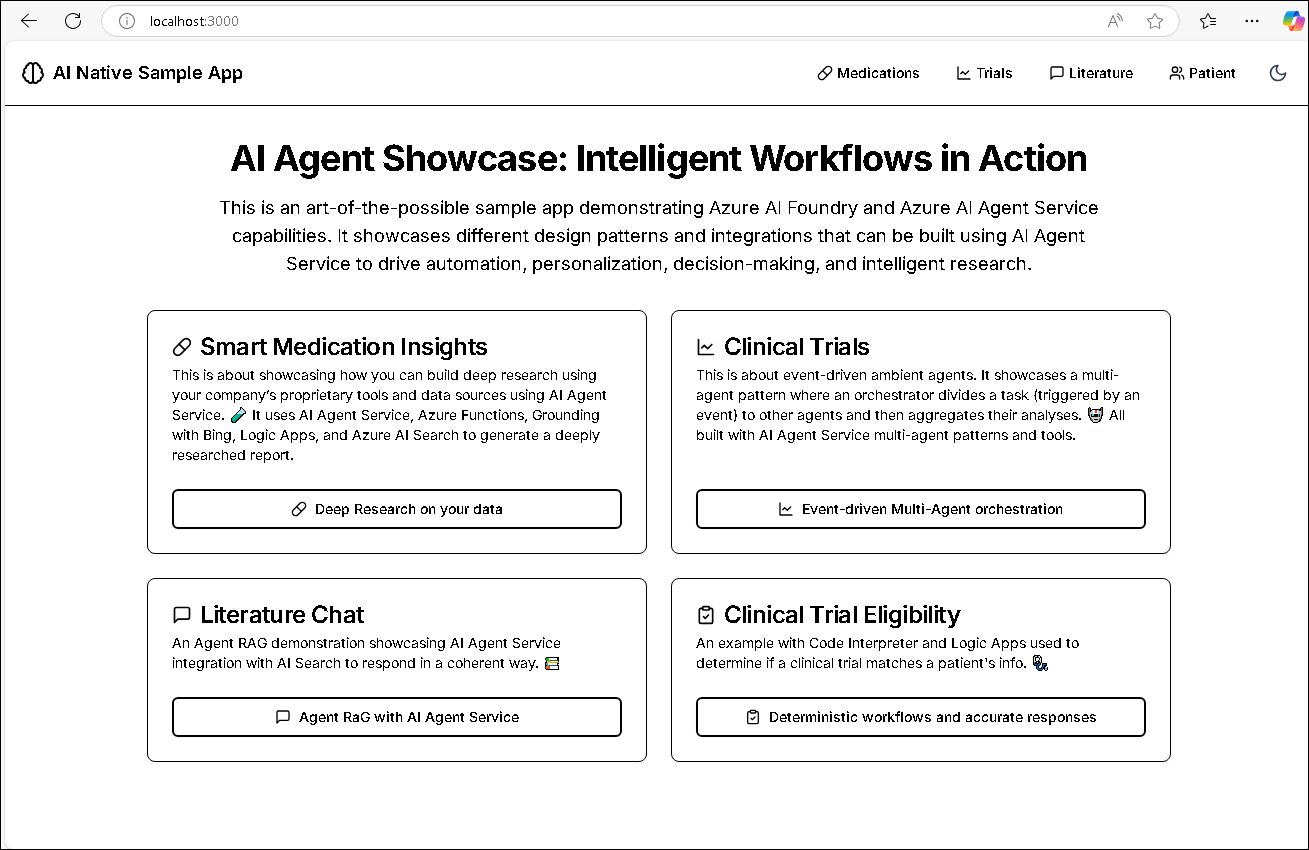 localhost:3000
AI Native Sample App
Medications
Trials
Literature
Patient
AI Agent Showcase: Intelligent Workflows in Action
This is an art-of-the-possible sample app demonstrating Azure AI Foundry and Azure AI Agent Service
capabilities. It showcases different design patterns and integrations that can be built using AI Agent
Service to drive automation, personalization, decision-making, and intelligent research.
Smart Medication Insights
This is about showcasing how you can build deep research using
your company's proprietary tools and data sources using AI Agent
Service. 🧪 It uses AI Agent Service, Azure Functions, Grounding
with Bing, Logic Apps, and Azure AI Search to generate a deeply
researched report.
Deep Research on your data
Clinical Trials
This is about event-driven ambient agents. It showcases a multi-
agent pattern where an orchestrator divides a task (triggered by an
event) to other agents and then aggregates their analyses. 🤖 All
built with AI Agent Service multi-agent patterns and tools.
Event-driven Multi-Agent orchestration
Literature Chat
An Agent RAG demonstration showcasing AI Agent Service
integration with AI Search to respond in a coherent way. 📚
Agent RaG with AI Agent Service
Clinical Trial Eligibility
An example with Code Interpreter and Logic Apps used to
determine if a clinical trial matches a patient's info. 🩺
Deterministic workflows and accurate responses